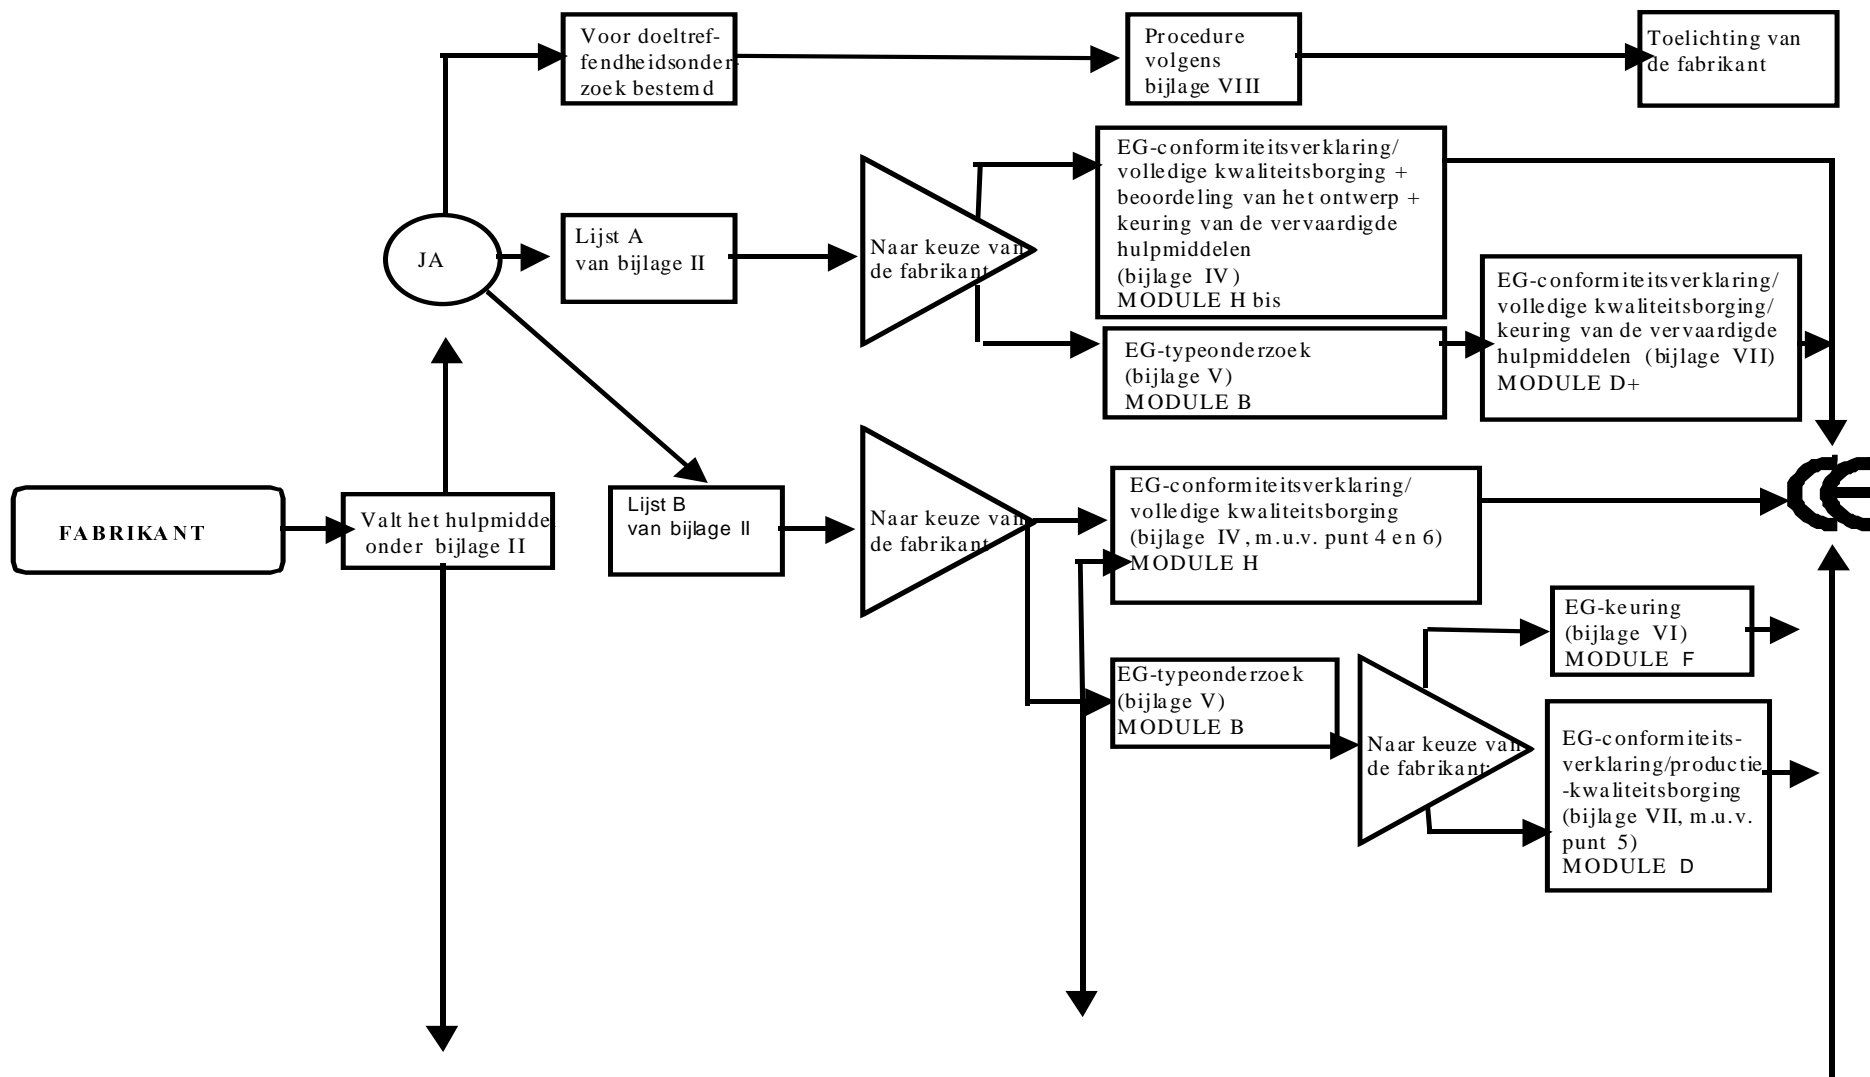 Voor doeltref-
fendheidsonder-
zoek bestemd
Procedure
volgens
bijlage VIII
Toelichting van
de fabrikant
JA
Lijst A
van bijlage II
Naar keuze van
de fabrikant
EG-conformiteitsverklaring/
volledige kwaliteitsborging +
beoordeling van het ontwerp +
keuring van de vervaardigde
hulpmiddelen
(bijlage IV)
MODULE H bis
EG-typeonderzoek
(bijlage V)
MODULE B
EG-conformiteitsverklaring/
volledige kwaliteitsborging/
keuring van de vervaardigde
hulpmiddelen (bijlage VII)
MODULE D+
FABRIKANT
Valt het hulpmiddel
onder bijlage II
Lijst B
van bijlage II
Naar keuze van
de fabrikant
EG-conformiteitsverklaring/
volledige kwaliteitsborging
(bijlage IV, m.u.v. punt 4 en 6)
MODULE H
CE
EG-typeonderzoek
(bijlage V)
MODULE B
Naar keuze van
de fabrikant:
EG-keuring
(bijlage VI)
MODULE F
EG-conformiteits-
verklaring/productie
-kwaliteitsborging
(bijlage VII, m.u.v.
punt 5)
MODULE D